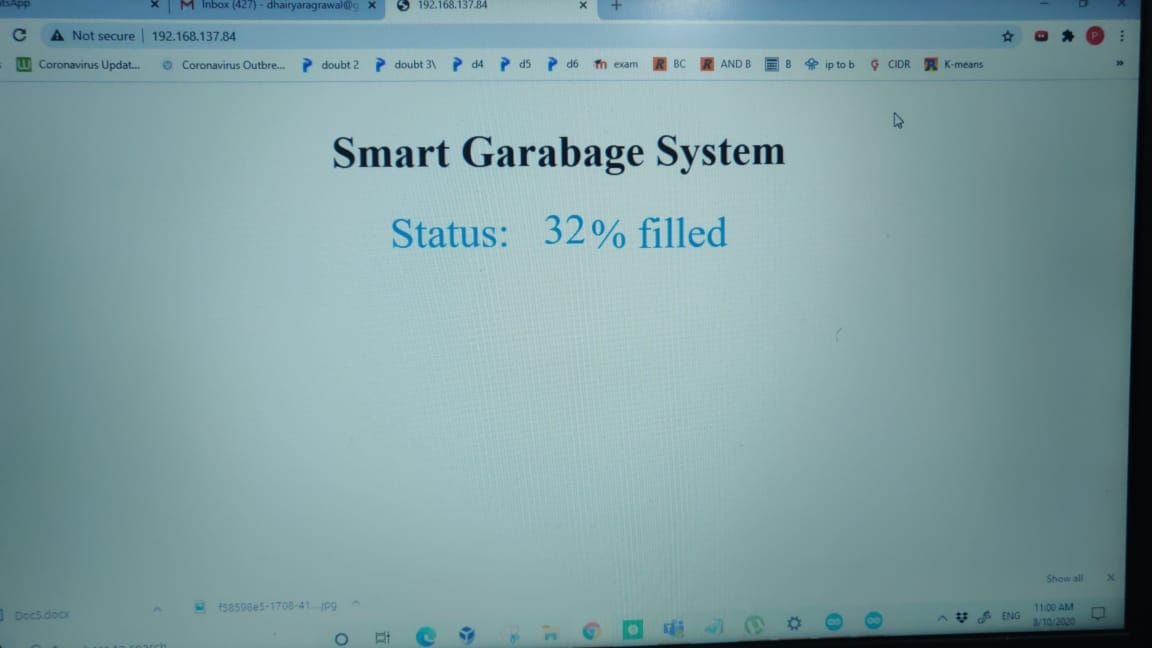 Inbox (427) - dhairyaragrawal@g
192.168.137.84
Not secure | 192.168.137.84
Coronavirus Updat... Coronavirus Outbre... doubt 2 doubt 3\ d4 d5 d6 exam BC AND B B ip to b CIDR K-means
Smart Garabage System
Status: 32% filled
Show all
Doc5.docx f58598e5-1708-41....jpg
ENG 11:00 AM
8/10/2020